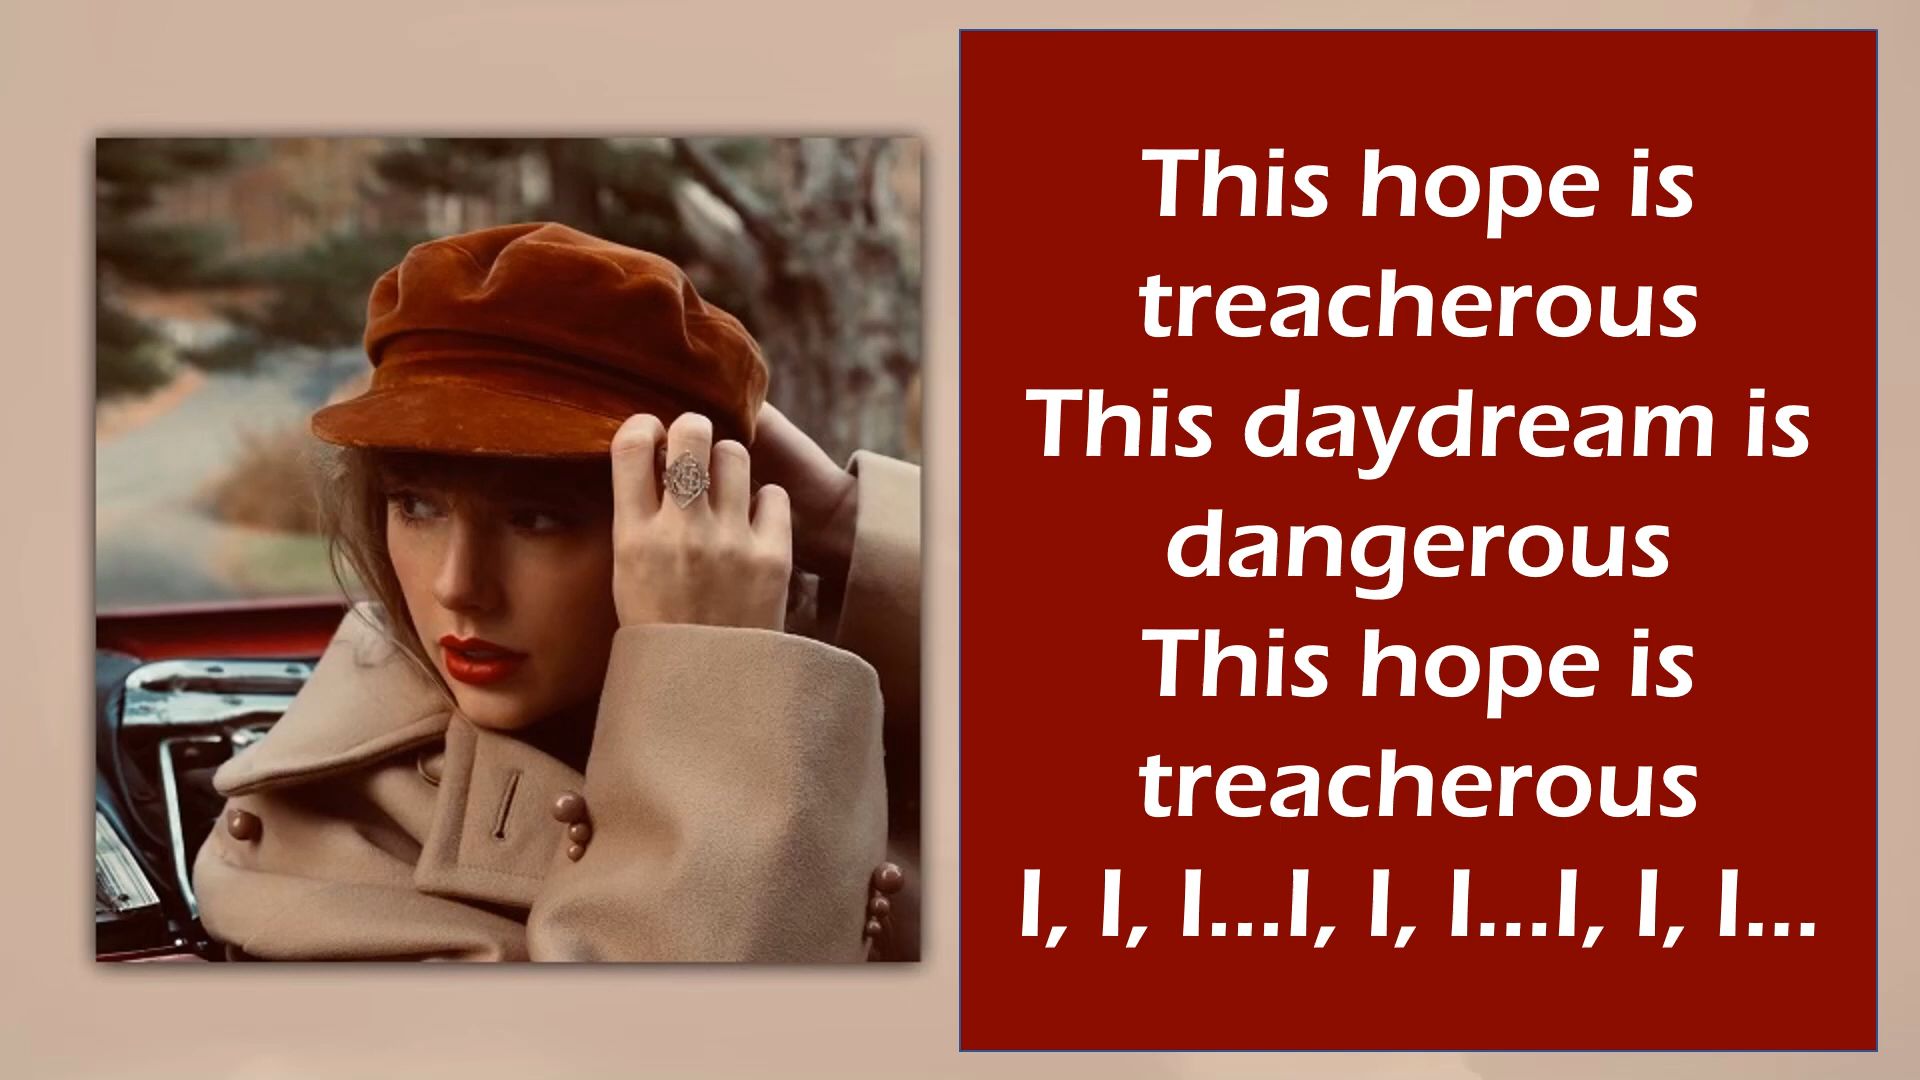 This hope is
treacherous
This daydream is
dangerous
This hope is
treacherous
I, I, I...I, I, I...I, I, I...